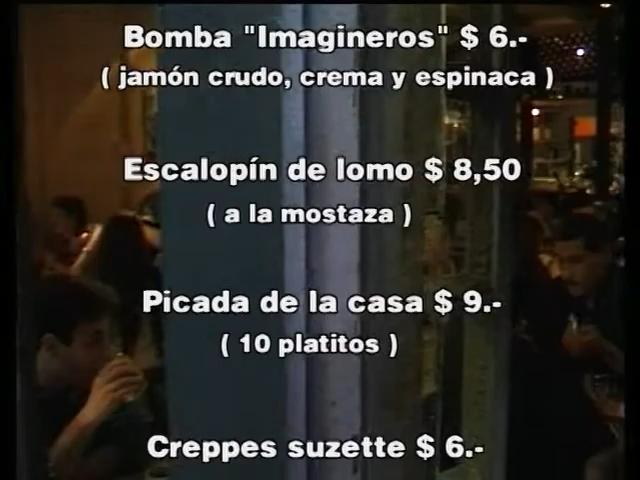 Bomba "Imagineros" $ 6.-
( jamón crudo, crema y espinaca )
Escalopín de lomo $ 8,50
( a la mostaza )
Picada de la casa $ 9.-
( 10 platitos )
Creppes suzette $ 6.-